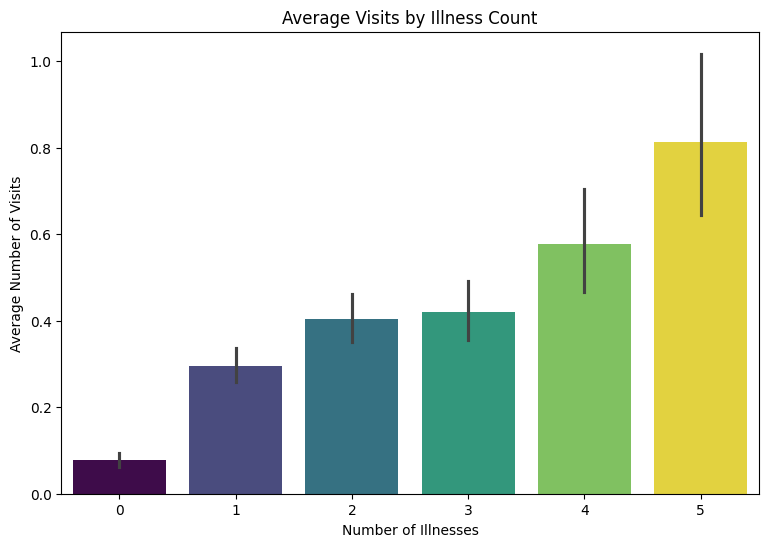 Average Visits by Illness Count
1.0
0.8
0.6
0.4
0.2
0.0
Average Number of Visits
0 1 2 3 4 5
Number of Illnesses